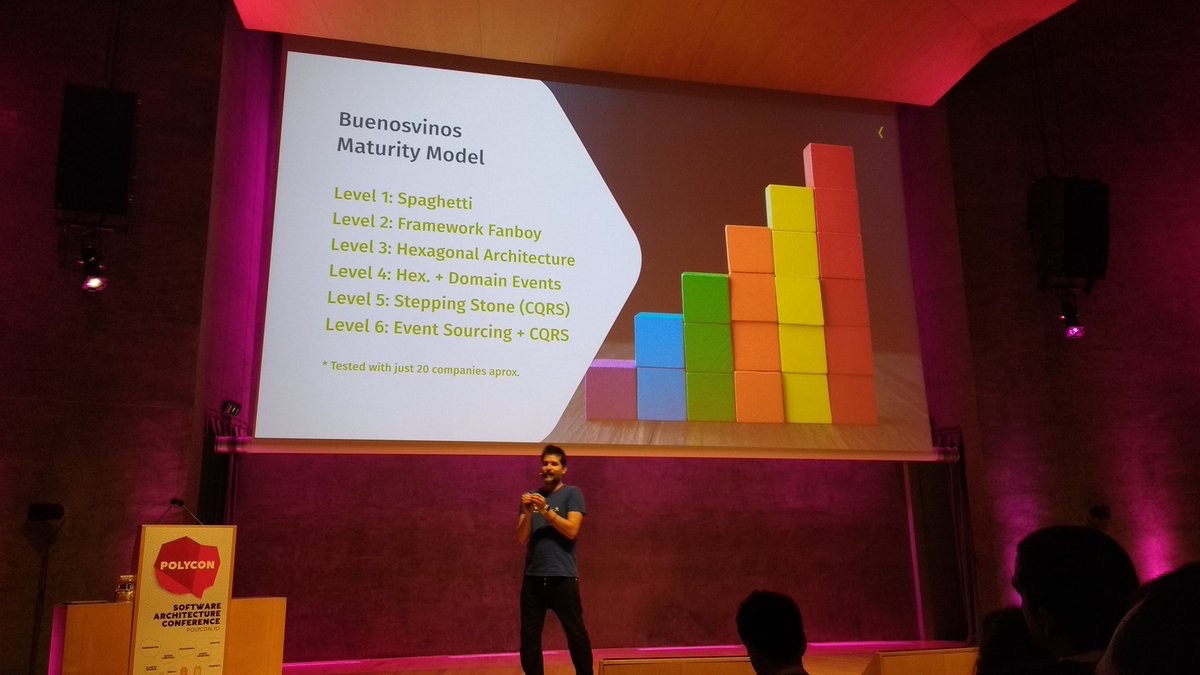 Buenosvinos
Maturity Model
Level 1: Spaghetti
Level 2: Framework Fanboy
Level 3: Hexagonal Architecture
Level 4: Hex. + Domain Events
Level 5: Stepping Stone (CQRS)
Level 6: Event Sourcing + CQRS
* Tested with just 20 companies aprox.
POLYCON
SOFTWARE
ARCHITECTURE
CONFERENCE
POLYCON.IO